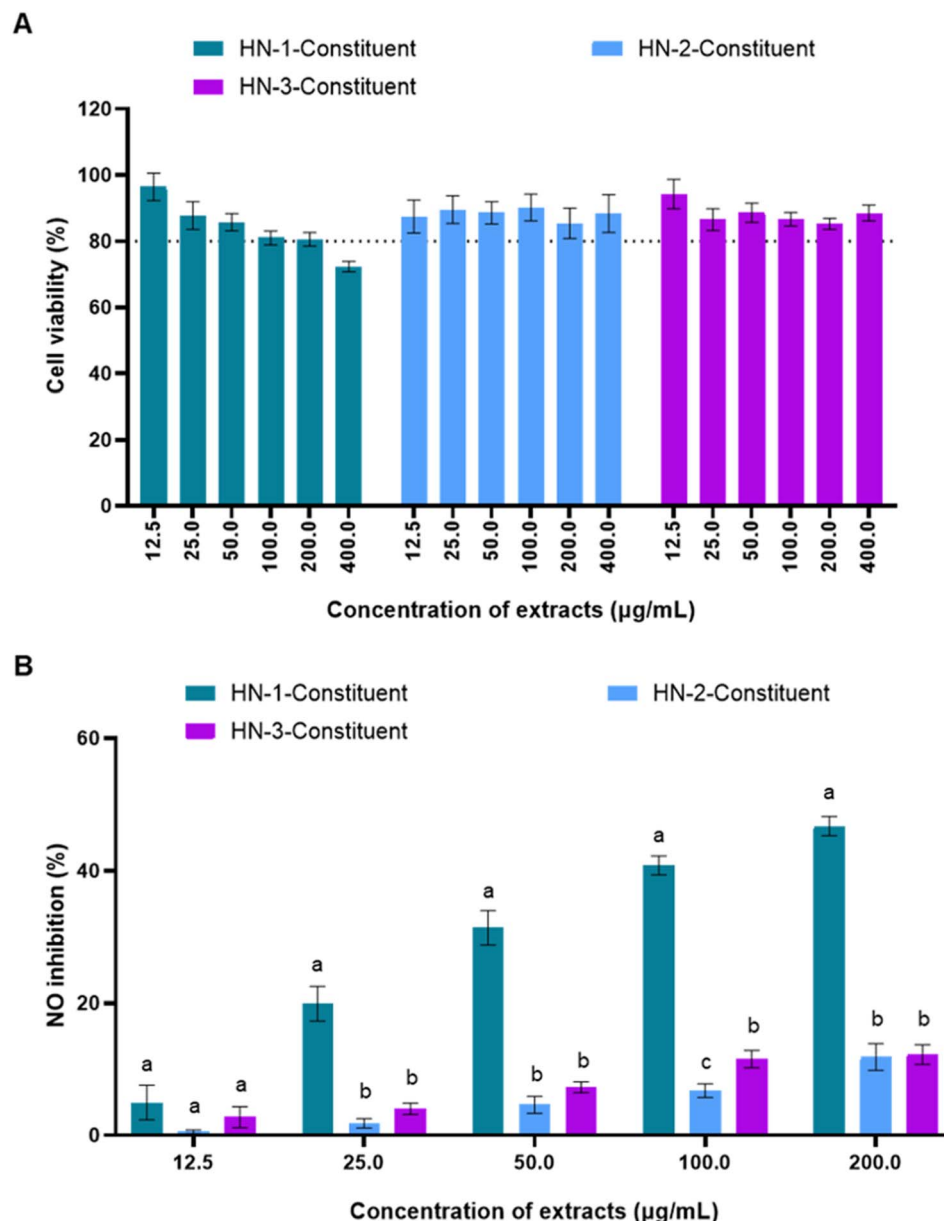 A
HN-1-Constituent HN-2-Constituent
HN-3-Constituent
120
100
80
60
40
20
0
Cell viability (%)
12.5 25.0 50.0 100.0 200.0 400.0 12.5 25.0 50.0 100.0 200.0 400.0 12.5 25.0 50.0 100.0 200.0 400.0
Concentration of extracts (µg/mL)
B
HN-1-Constituent HN-2-Constituent
HN-3-Constituent
60
40
20
0
NO inhibition (%)
a a a a b b a b b a c b a b b
12.5 25.0 50.0 100.0 200.0
Concentration of extracts (µg/mL)